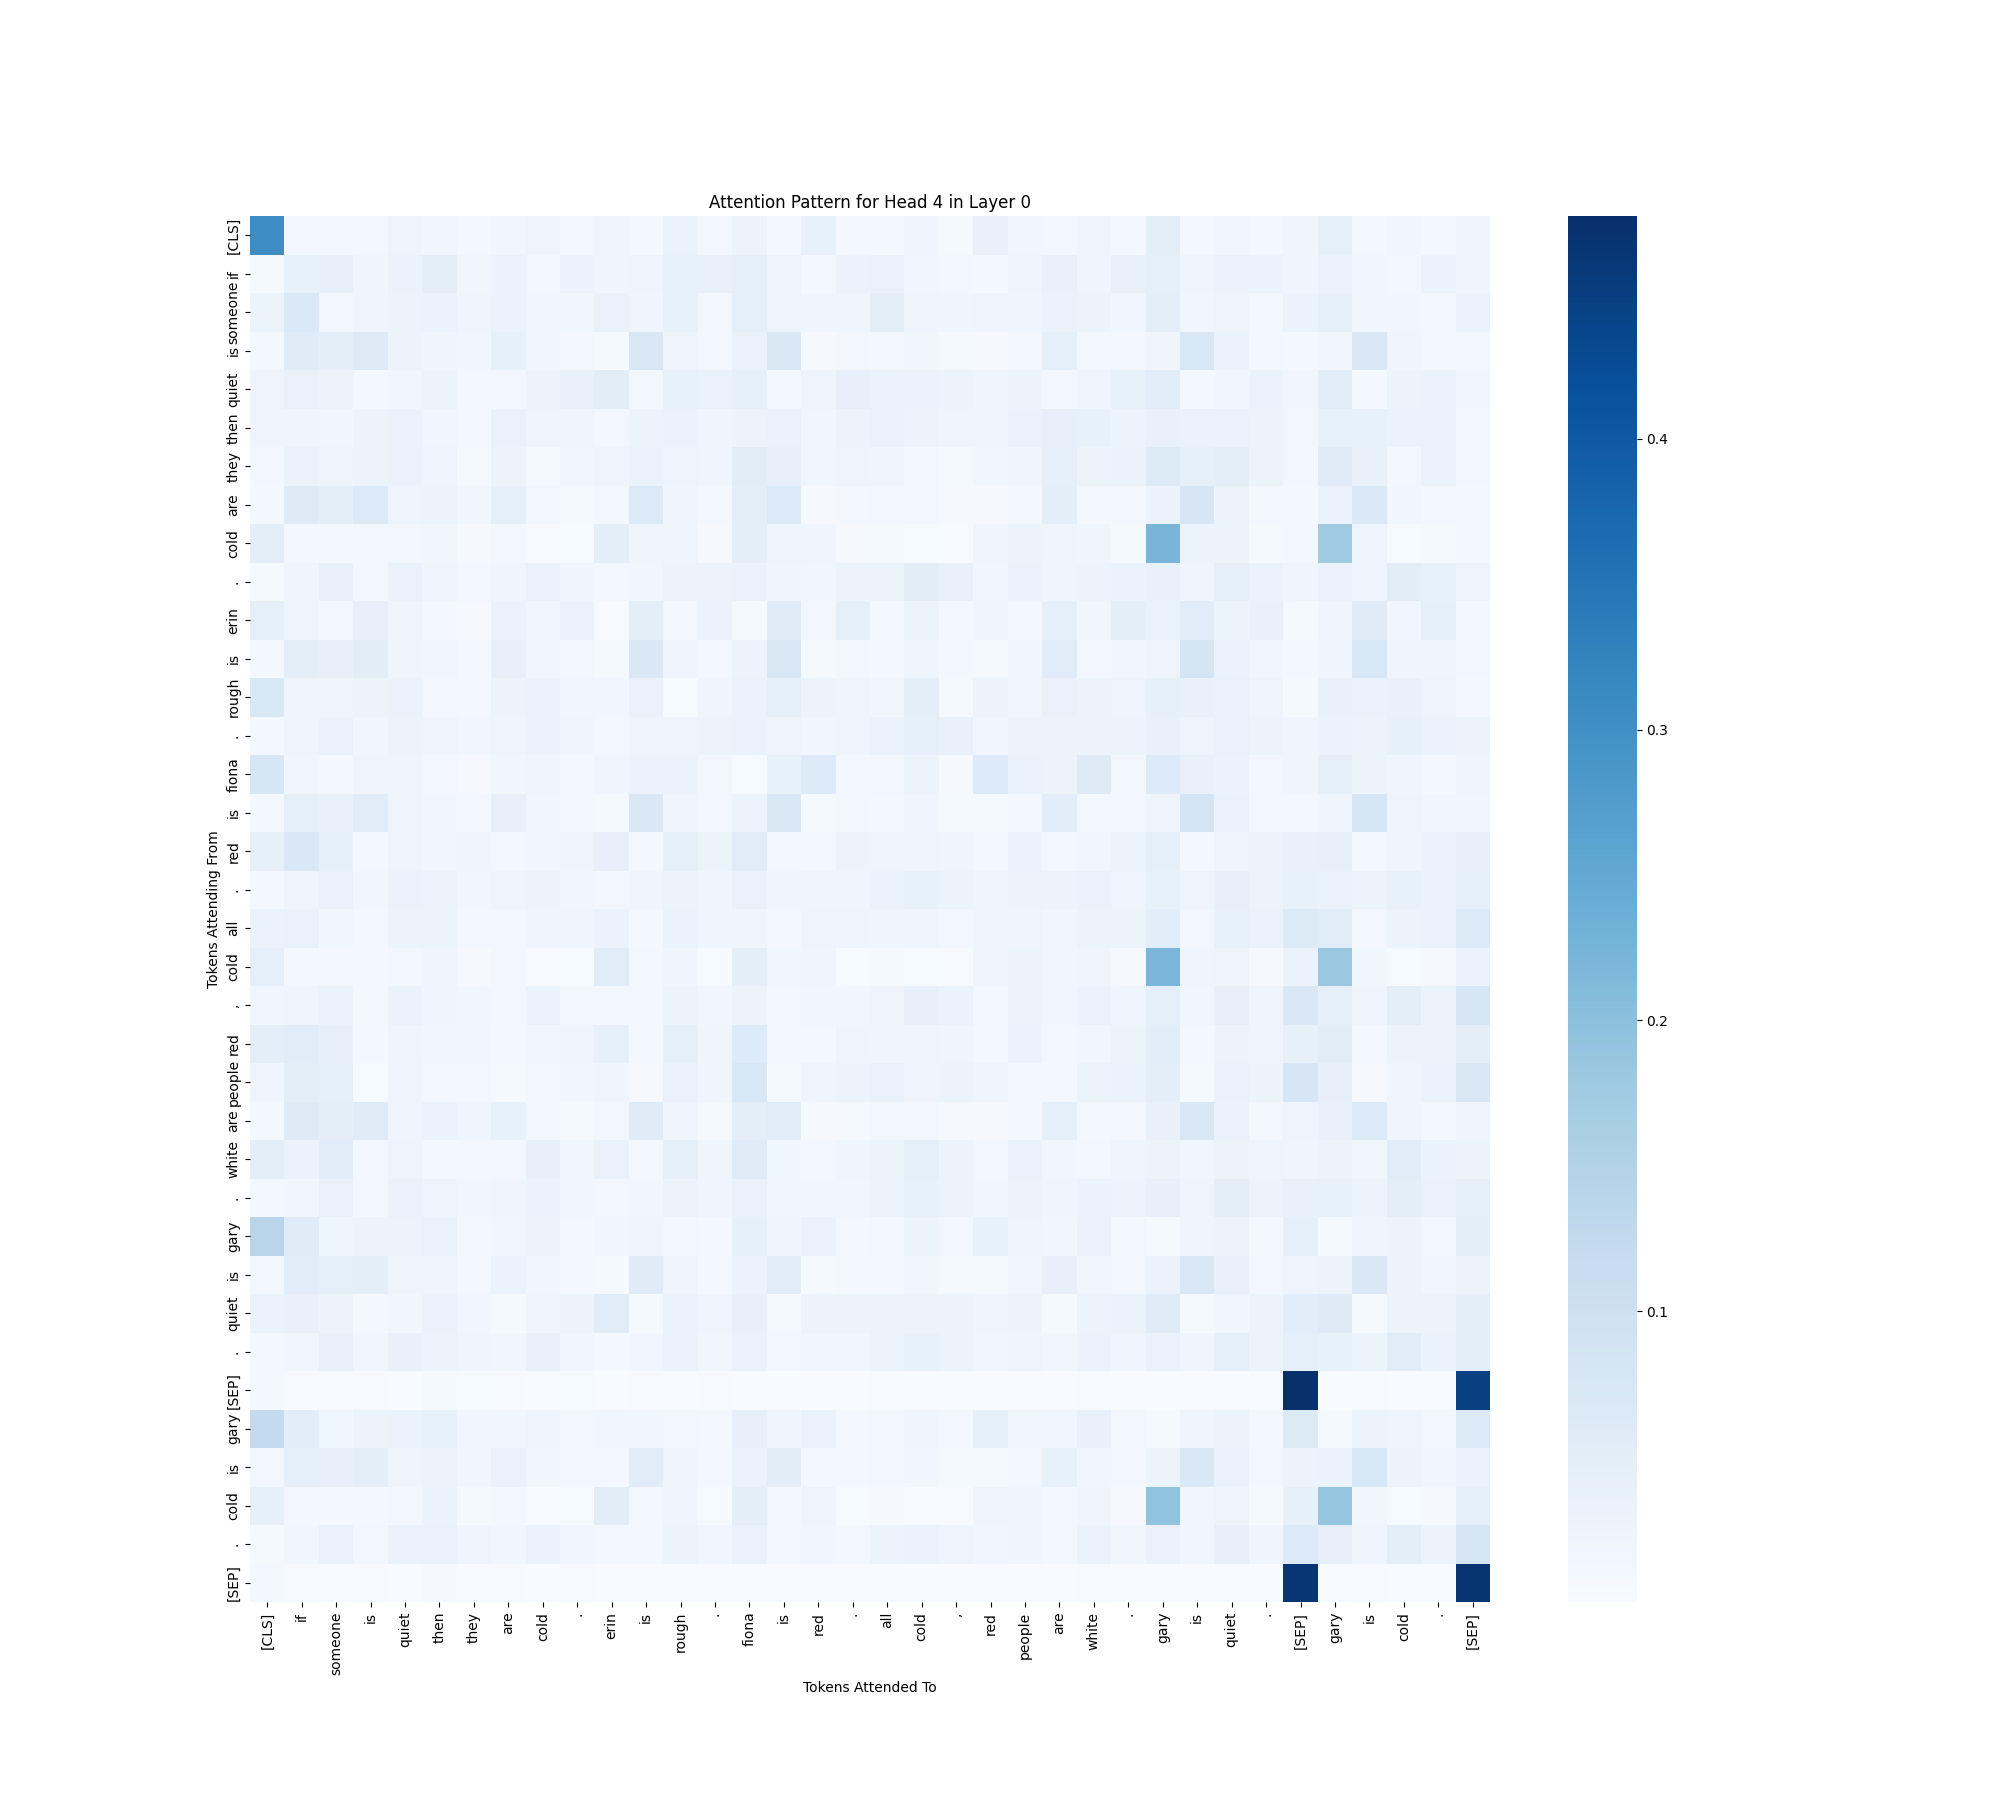 Attention Pattern for Head 4 in Layer 0
Tokens Attending From
[CLS]
if
someone
is
quiet
then
they
are
cold
.
erin
is
rough
.
fiona
is
red
.
all
cold
,
red
people
are
white
.
gary
is
quiet
.
[SEP]
gary
is
cold
.
[SEP]
[CLS]
if
someone
is
quiet
then
they
are
cold
.
erin
is
rough
.
fiona
is
red
.
all
cold
,
red
people
are
white
.
gary
is
quiet
.
[SEP]
gary
is
cold
.
[SEP]
Tokens Attended To
0.4
0.3
0.2
0.1